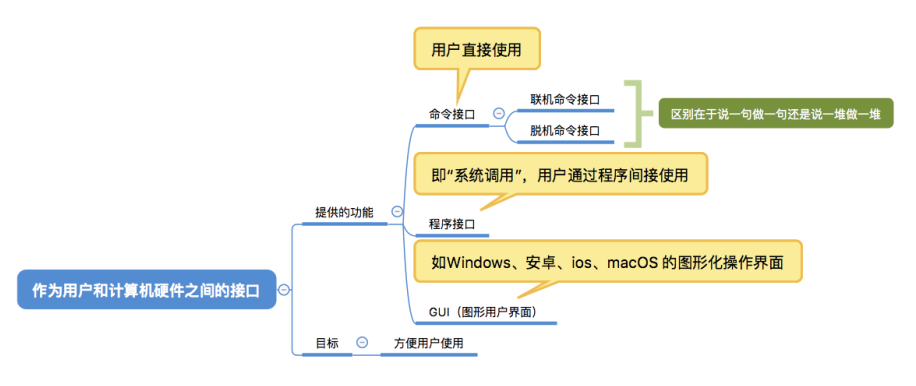 用户直接使用
联机命令接口
命令接口
区别在于说一句做一句还是说一堆做一堆
脱机命令接口
即“系统调用”，用户通过程序间接使用
提供的功能
程序接口
如Windows、安卓、ios、macOS 的图形化操作界面
作为用户和计算机硬件之间的接口
GUI（图形用户界面）
目标
方便用户使用